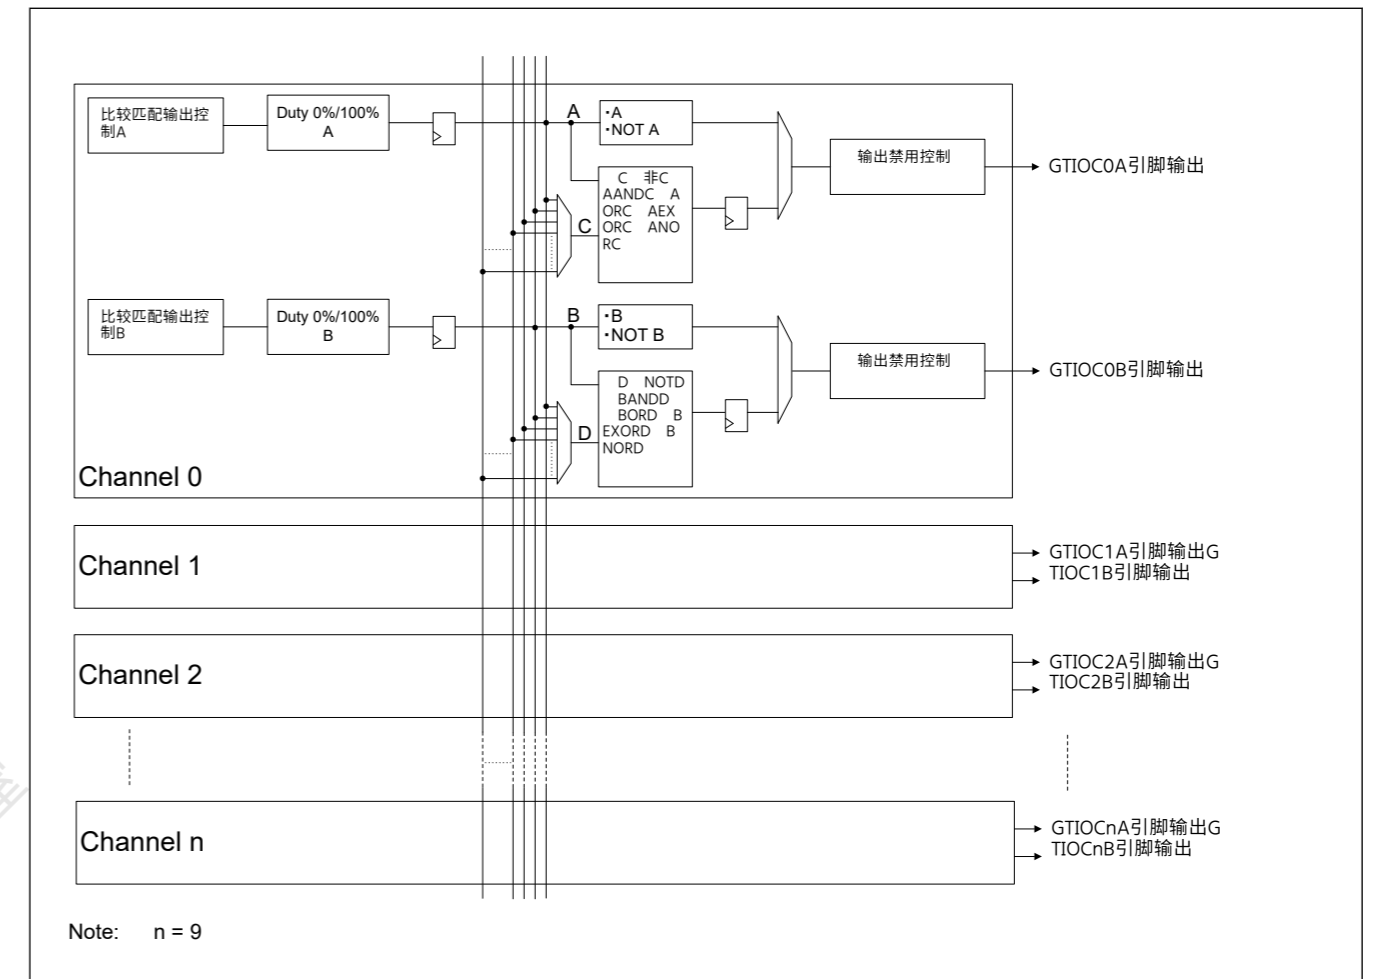 比较匹配输出控
制A
Duty 0%/100%
A
A
·A
·NOT A
输出禁用控制
GTIOC0A引脚输出
C 非C
AANDC A
ORC AEX
ORC ANO
RC
C
比较匹配输出控
制B
Duty 0%/100%
B
B
·B
·NOT B
输出禁用控制
GTIOC0B引脚输出
D NOTD
BANDD
BORD B
EXORD B
NORD
D
Channel 0
Channel 1
GTIOC1A引脚输出G
TIOC1B引脚输出
Channel 2
GTIOC2A引脚输出G
TIOC2B引脚输出
Channel n
GTIOCnA引脚输出G
TIOCnB引脚输出
Note: n = 9